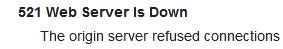 521 Web Server Is Down
The origin server refused connections